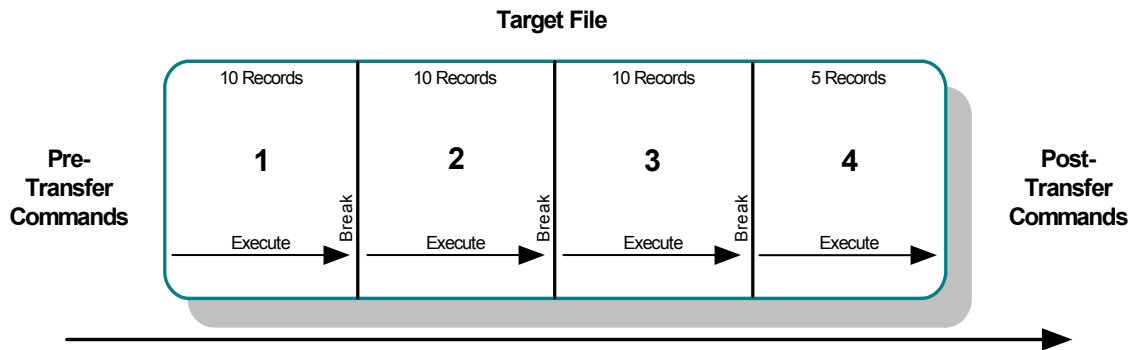 Target File
10 Records
10 Records
10 Records
5 Records
Pre-
Transfer
Commands
1
2
3
4
Post-
Transfer
Commands
Break
Break
Break
Execute
Execute
Execute
Execute